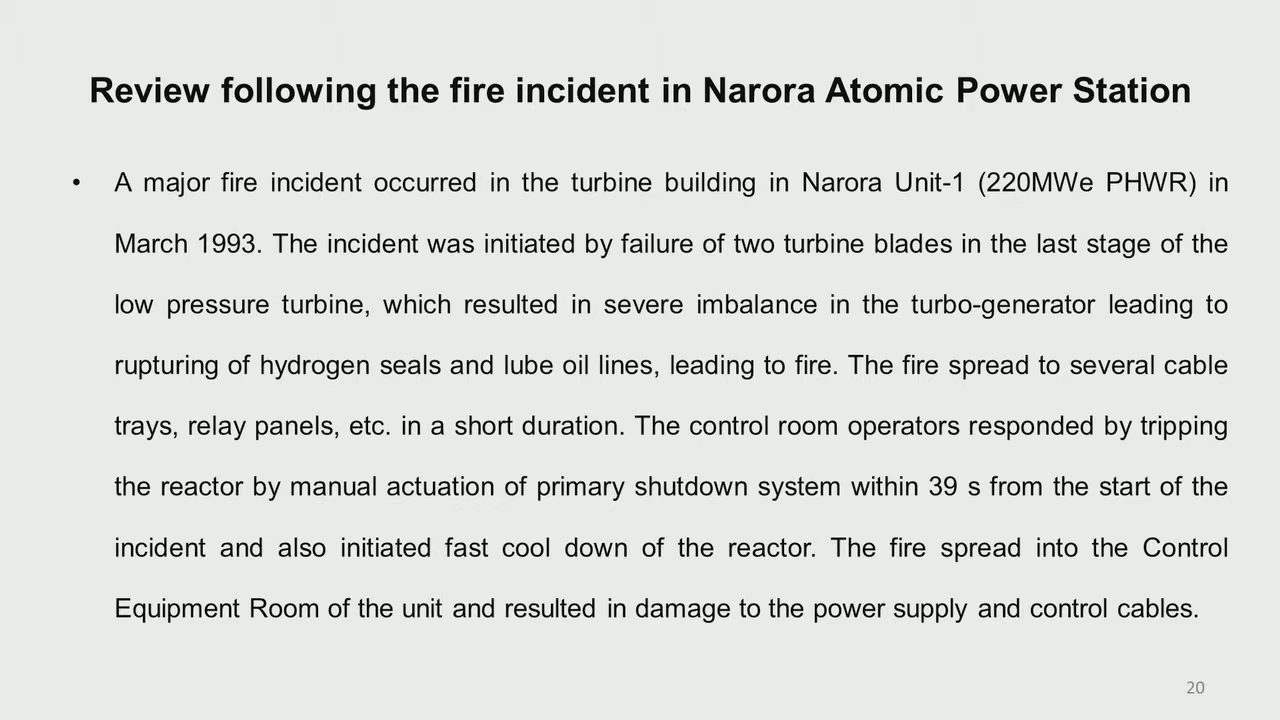 Review following the fire incident in Narora Atomic Power Station
• A major fire incident occurred in the turbine building in Narora Unit-1 (220MWe PHWR) in
March 1993. The incident was initiated by failure of two turbine blades in the last stage of the
low pressure turbine, which resulted in severe imbalance in the turbo-generator leading to
rupturing of hydrogen seals and lube oil lines, leading to fire. The fire spread to several cable
trays, relay panels, etc. in a short duration. The control room operators responded by tripping
the reactor by manual actuation of primary shutdown system within 39 s from the start of the
incident and also initiated fast cool down of the reactor. The fire spread into the Control
Equipment Room of the unit and resulted in damage to the power supply and control cables.
20